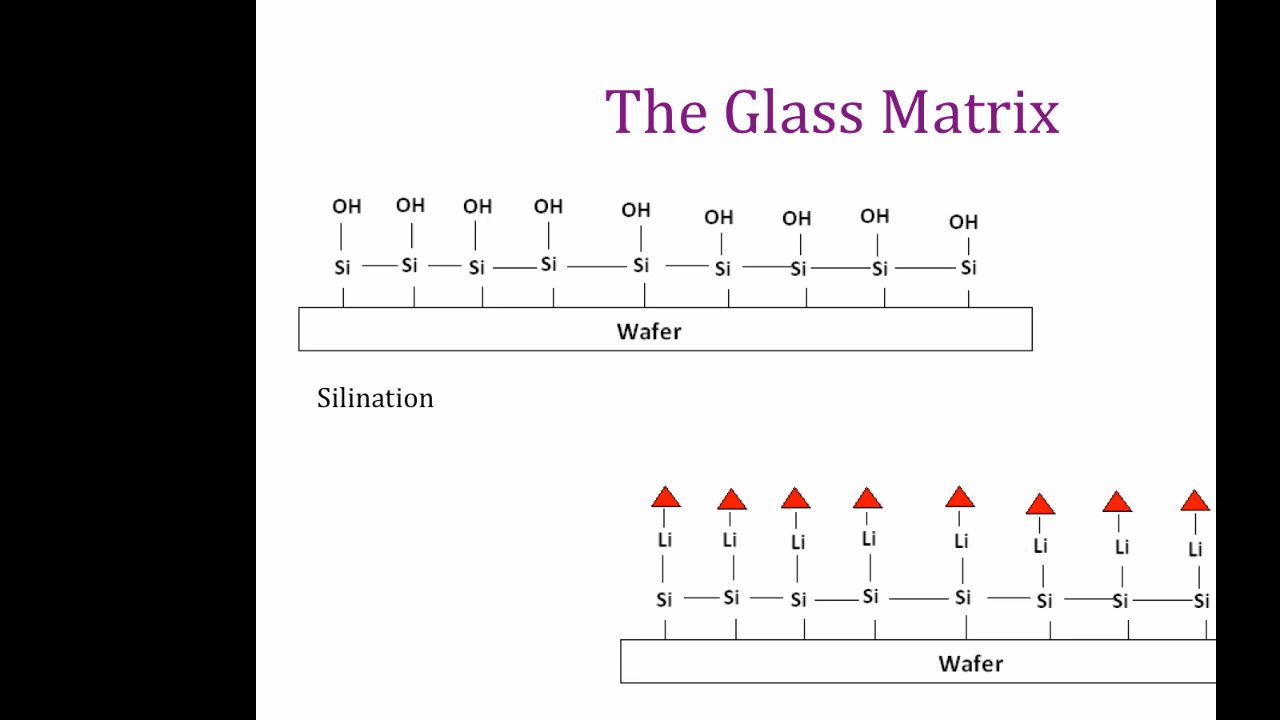 The Glass Matrix
OH OH OH OH OH OH OH OH OH
Si Si Si Si Si Si Si Si Si
Wafer
Silination
Li Li Li Li Li Li Li Li
Si Si Si Si Si Si Si Si
Wafer